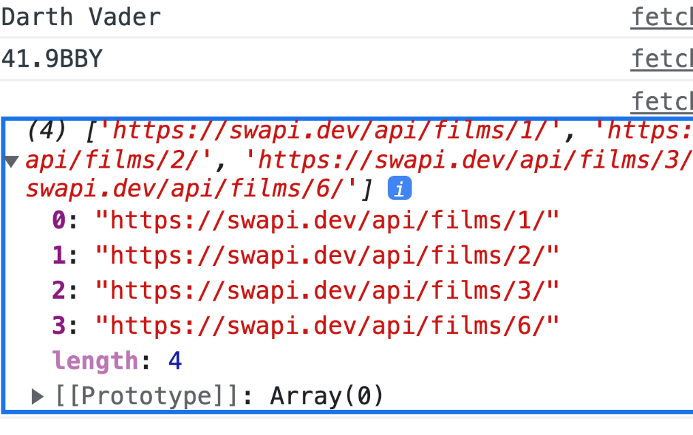 Darth Vader fetch
41.9BBY fetch
fetch
(4) ['https://swapi.dev/api/films/1/', 'https:
api/films/2/', 'https://swapi.dev/api/films/3/
swapi.dev/api/films/6/'] i
0: "https://swapi.dev/api/films/1/"
1: "https://swapi.dev/api/films/2/"
2: "https://swapi.dev/api/films/3/"
3: "https://swapi.dev/api/films/6/"
length: 4
[[Prototype]]: Array(0)